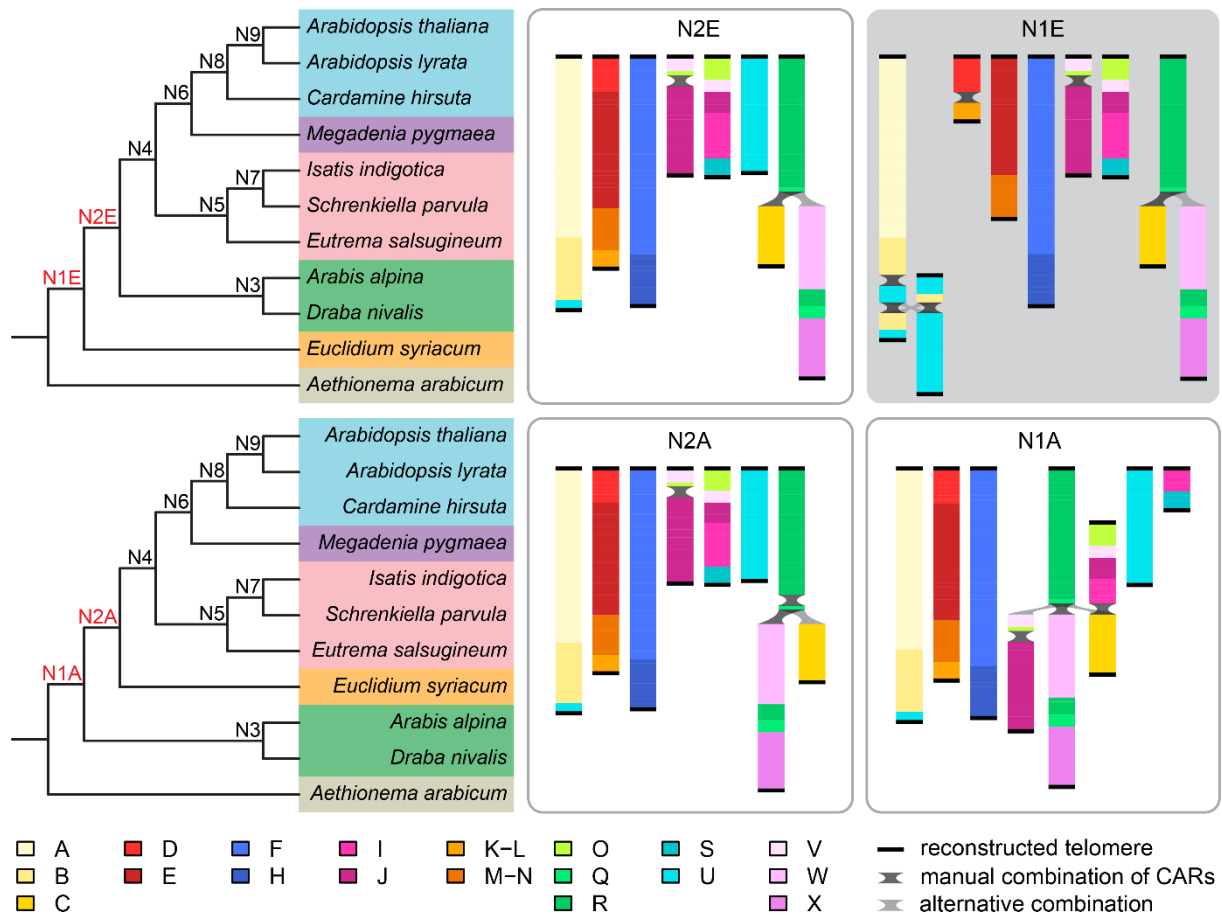 N9
Arabidopsis thaliana
N8
Arabidopsis lyrata
N6
Cardamine hirsuta
N4
Megadenia pygmaea
N7
Isatis indigotica
N2E
N5
Schrenkiella parvula
Eutrema salsugineum
N1E
N3
Arabis alpina
Draba nivalis
Euclidium syriacum
Aethionema arabicum
N2E
N1E
N9
Arabidopsis thaliana
N8
Arabidopsis lyrata
N6
Cardamine hirsuta
N4
Megadenia pygmaea
N7
Isatis indigotica
N2A
N5
Schrenkiella parvula
Eutrema salsugineum
N1A
Euclidium syriacum
N3
Arabis alpina
Draba nivalis
Aethionema arabicum
N2A
N1A
A D F I K–L O S V reconstructed telomere
B E H J M–N Q U W manual combination of CARs
C R X alternative combination